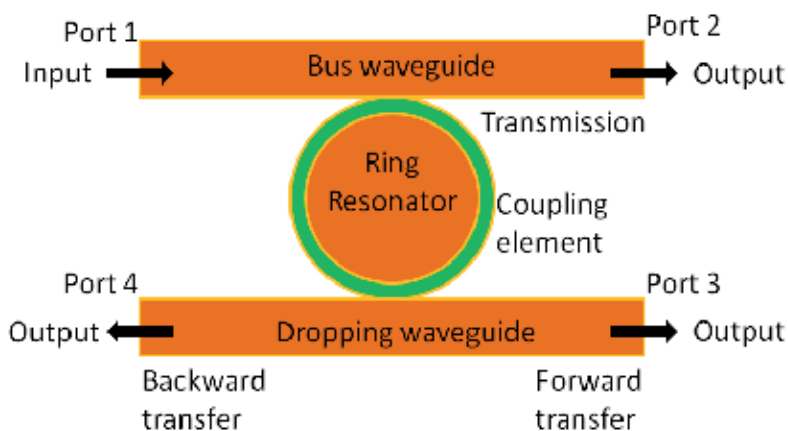 Port 1
Port 2
Input
Bus waveguide
Output
Transmission
Ring
Resonator
Coupling
element
Port 4
Port 3
Output
Dropping waveguide
Output
Backward
transfer
Forward
transfer